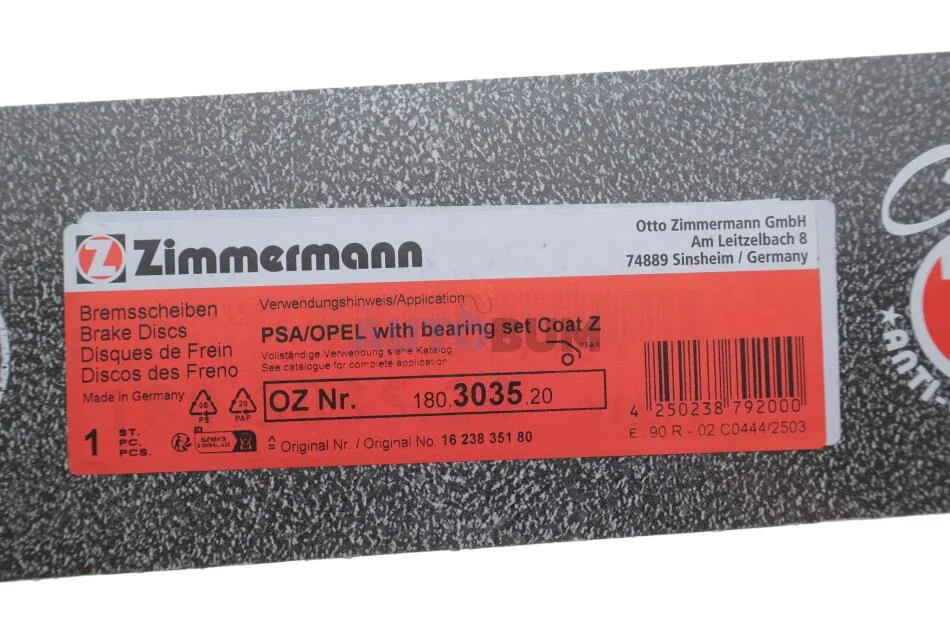 Zimmermann
Otto Zimmermann GmbH
Am Leitzelbach 8
74889 Sinsheim / Germany
Bremsscheiben
Brake Discs
Disques de Frein
Discos des Freno
Made in Germany
Verwendungshinweis/Application
PSA/OPEL with bearing set Coat Z
REAR
Vollständige Verwendung siehe Katalog
See catalogue for complete application
OZ Nr. 180.3035.20
PS
20
PAP
1 ST.
PC.
PCS.
≙ Original Nr. / Original No. 16 238 351 80
4 250238 792000
E 90 R - 02 C0444/2503
AUTOBUM
★ANTI